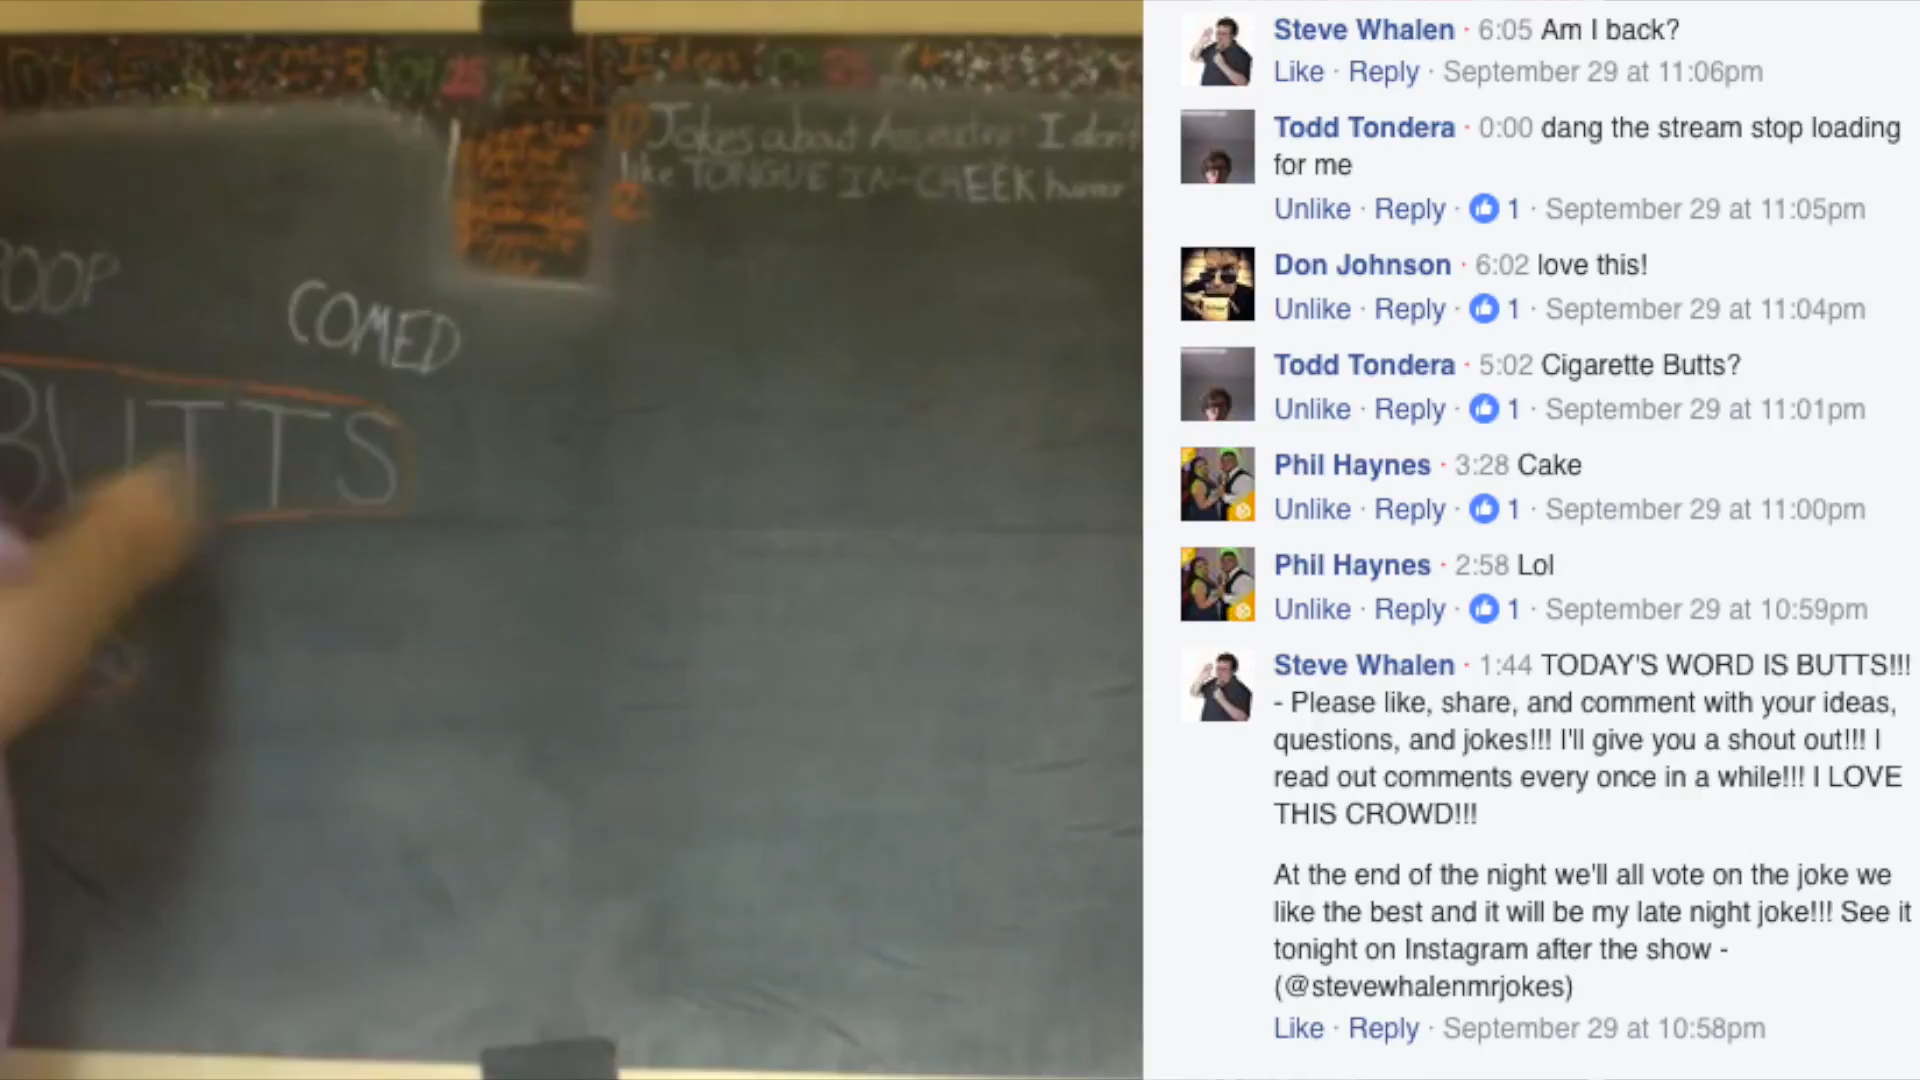 Ideas
Jokes about I don't
like TONGUE IN-CHEEK humor
2.
POOP
COMED
BUTTS
Steve Whalen · 6:05 Am I back?
Like · Reply · September 29 at 11:06pm
Todd Tondera · 0:00 dang the stream stop loading
for me
Unlike · Reply · 1 · September 29 at 11:05pm
Don Johnson · 6:02 love this!
Unlike · Reply · 1 · September 29 at 11:04pm
Todd Tondera · 5:02 Cigarette Butts?
Unlike · Reply · 1 · September 29 at 11:01pm
Phil Haynes · 3:28 Cake
Unlike · Reply · 1 · September 29 at 11:00pm
Phil Haynes · 2:58 Lol
Unlike · Reply · 1 · September 29 at 10:59pm
Steve Whalen · 1:44 TODAY'S WORD IS BUTTS!!!
- Please like, share, and comment with your ideas,
questions, and jokes!!! I'll give you a shout out!!! I
read out comments every once in a while!!! I LOVE
THIS CROWD!!!
At the end of the night we'll all vote on the joke we
like the best and it will be my late night joke!!! See it
tonight on Instagram after the show -
(@stevewhalenmrjokes)
Like · Reply · September 29 at 10:58pm